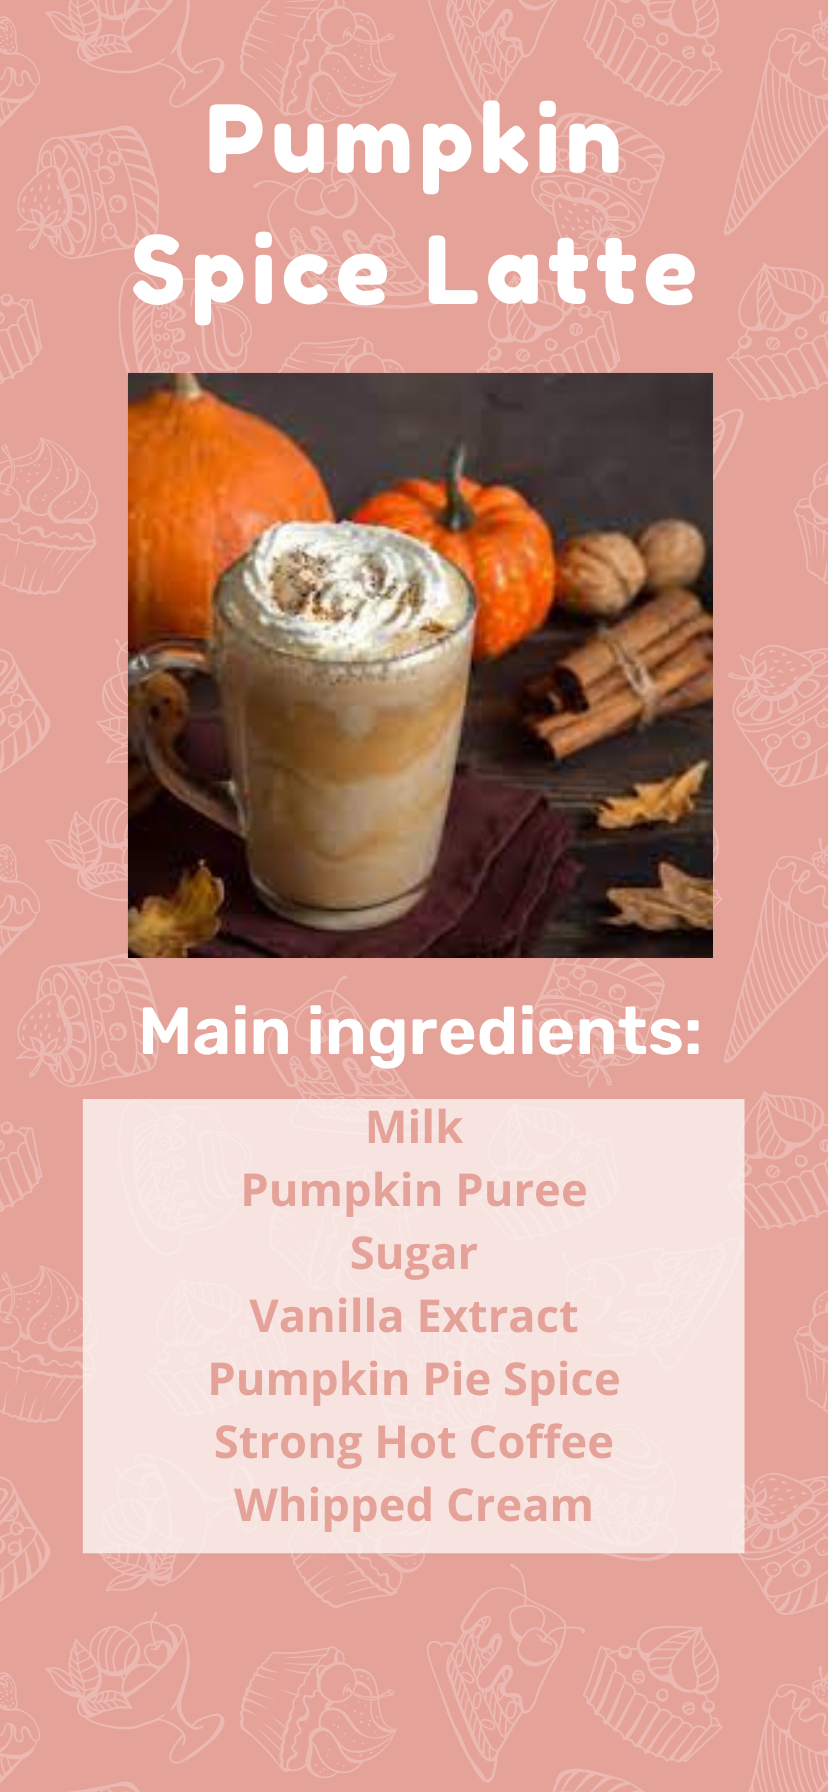 Pumpkin
Spice Latte
Main ingredients:
Milk
Pumpkin Puree
Sugar
Vanilla Extract
Pumpkin Pie Spice
Strong Hot Coffee
Whipped Cream